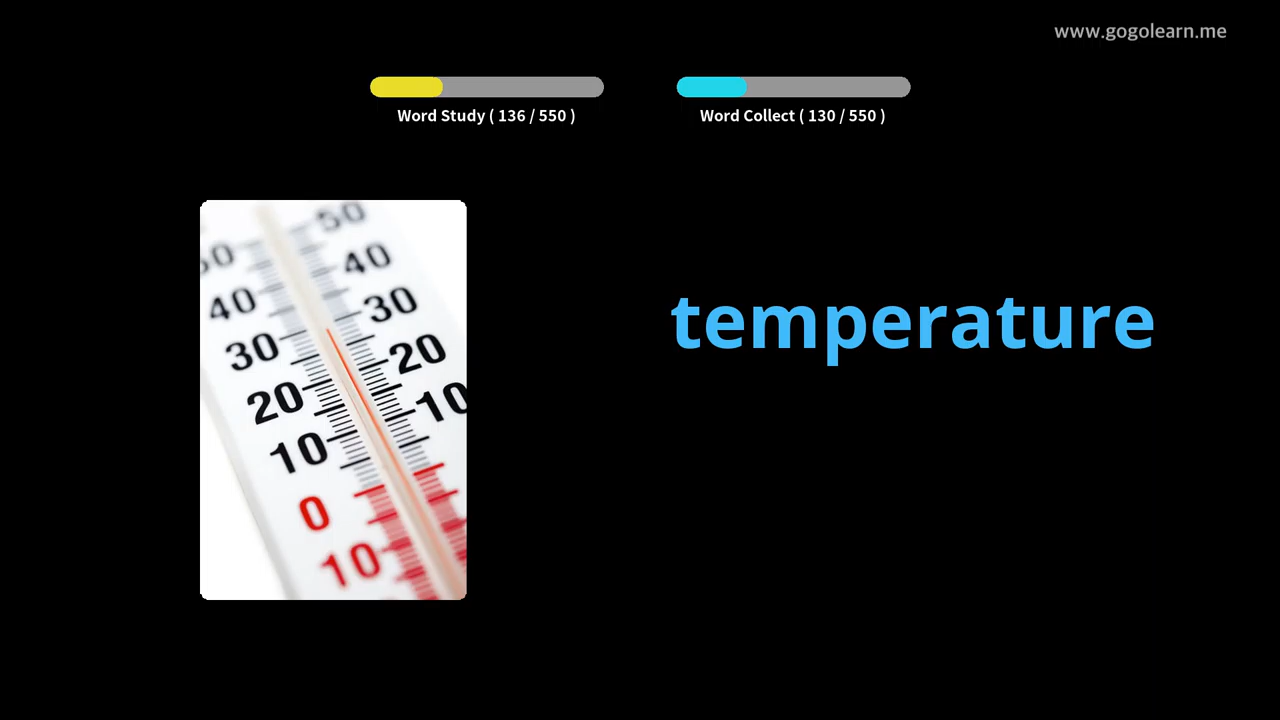 www.gogolearn.me
Word Study ( 136 / 550 )
Word Collect ( 130 / 550 )
temperature
50
40 40
30 30
20 20
10 10
0
10